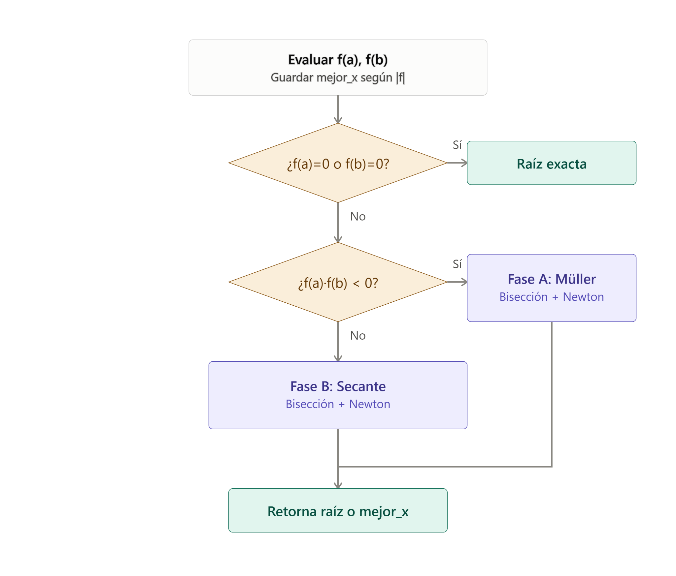 Evaluar f(a), f(b)
Guardar mejor_x según |f|
¿f(a)=0 o f(b)=0?
Sí
Raíz exacta
No
¿f(a)·f(b) < 0?
Sí
Fase A: Müller
Bisección + Newton
No
Fase B: Secante
Bisección + Newton
Retorna raíz o mejor_x